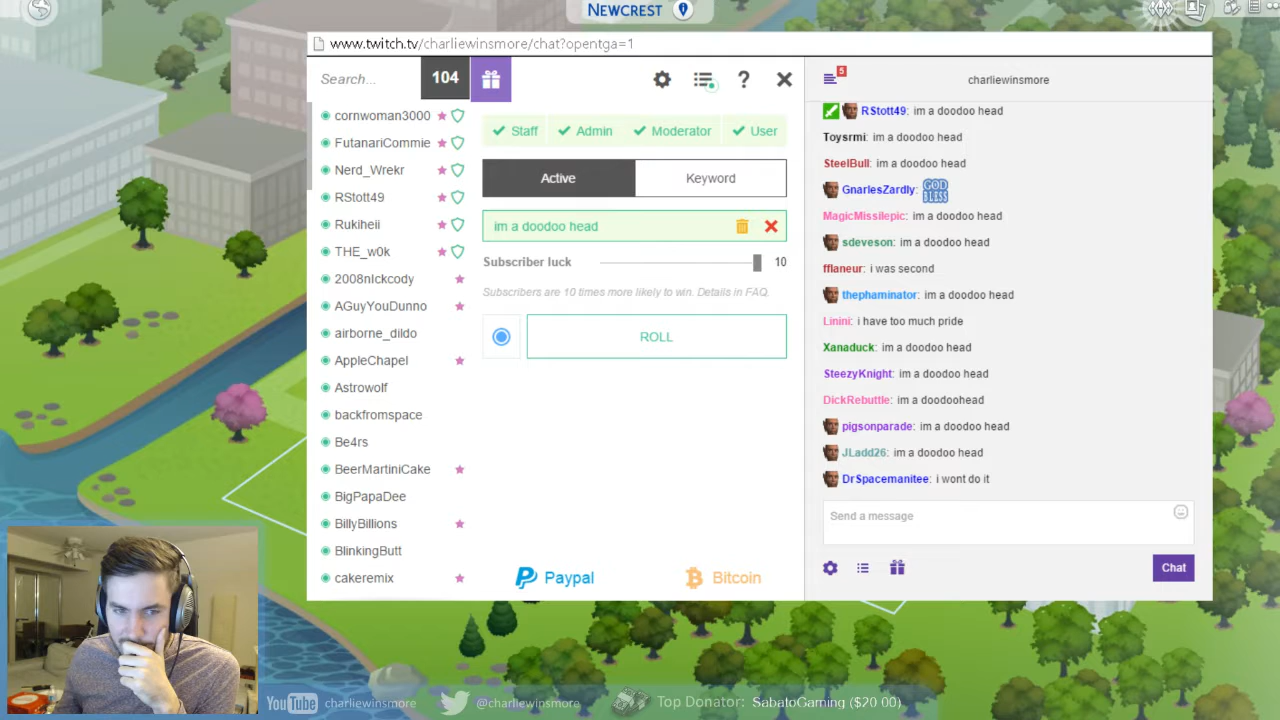 NEWCREST
www.twitch.tv/charliewinsmore/chat?opentga=1
Search... 104
cornwoman3000
FutanariCommie
Nerd_Wrekr
RStott49
Rukiheii
THE_w0k
2008nIckcody
AGuyYouDunno
airborne_dildo
AppleChapel
Astrowolf
backfromspace
Be4rs
BeerMartiniCake
BigPapaDee
BillyBillions
BlinkingButt
cakeremix
?
Staff Admin Moderator User
Active Keyword
im a doodoo head
Subscriber luck 10
Subscribers are 10 times more likely to win. Details in FAQ.
ROLL
Paypal Bitcoin
5 charliewinsmore
RStott49: im a doodoo head
Toysrmi: im a doodoo head
SteelBull: im a doodoo head
GnarlesZardly: GOD BLESS
MagicMissilepic: im a doodoo head
sdeveson: im a doodoo head
fflaneur: i was second
thephaminator: im a doodoo head
Linini: i have too much pride
Xanaduck: im a doodoo head
SteezyKnight: im a doodoo head
DickRebuttle: im a doodoohead
pigsonparade: im a doodoo head
JLadd26: im a doodoo head
DrSpacemanitee: i wont do it
Send a message
Chat
YouTube charliewinsmore @charliewinsmore Top Donator: SabatoGaming ($20.00)